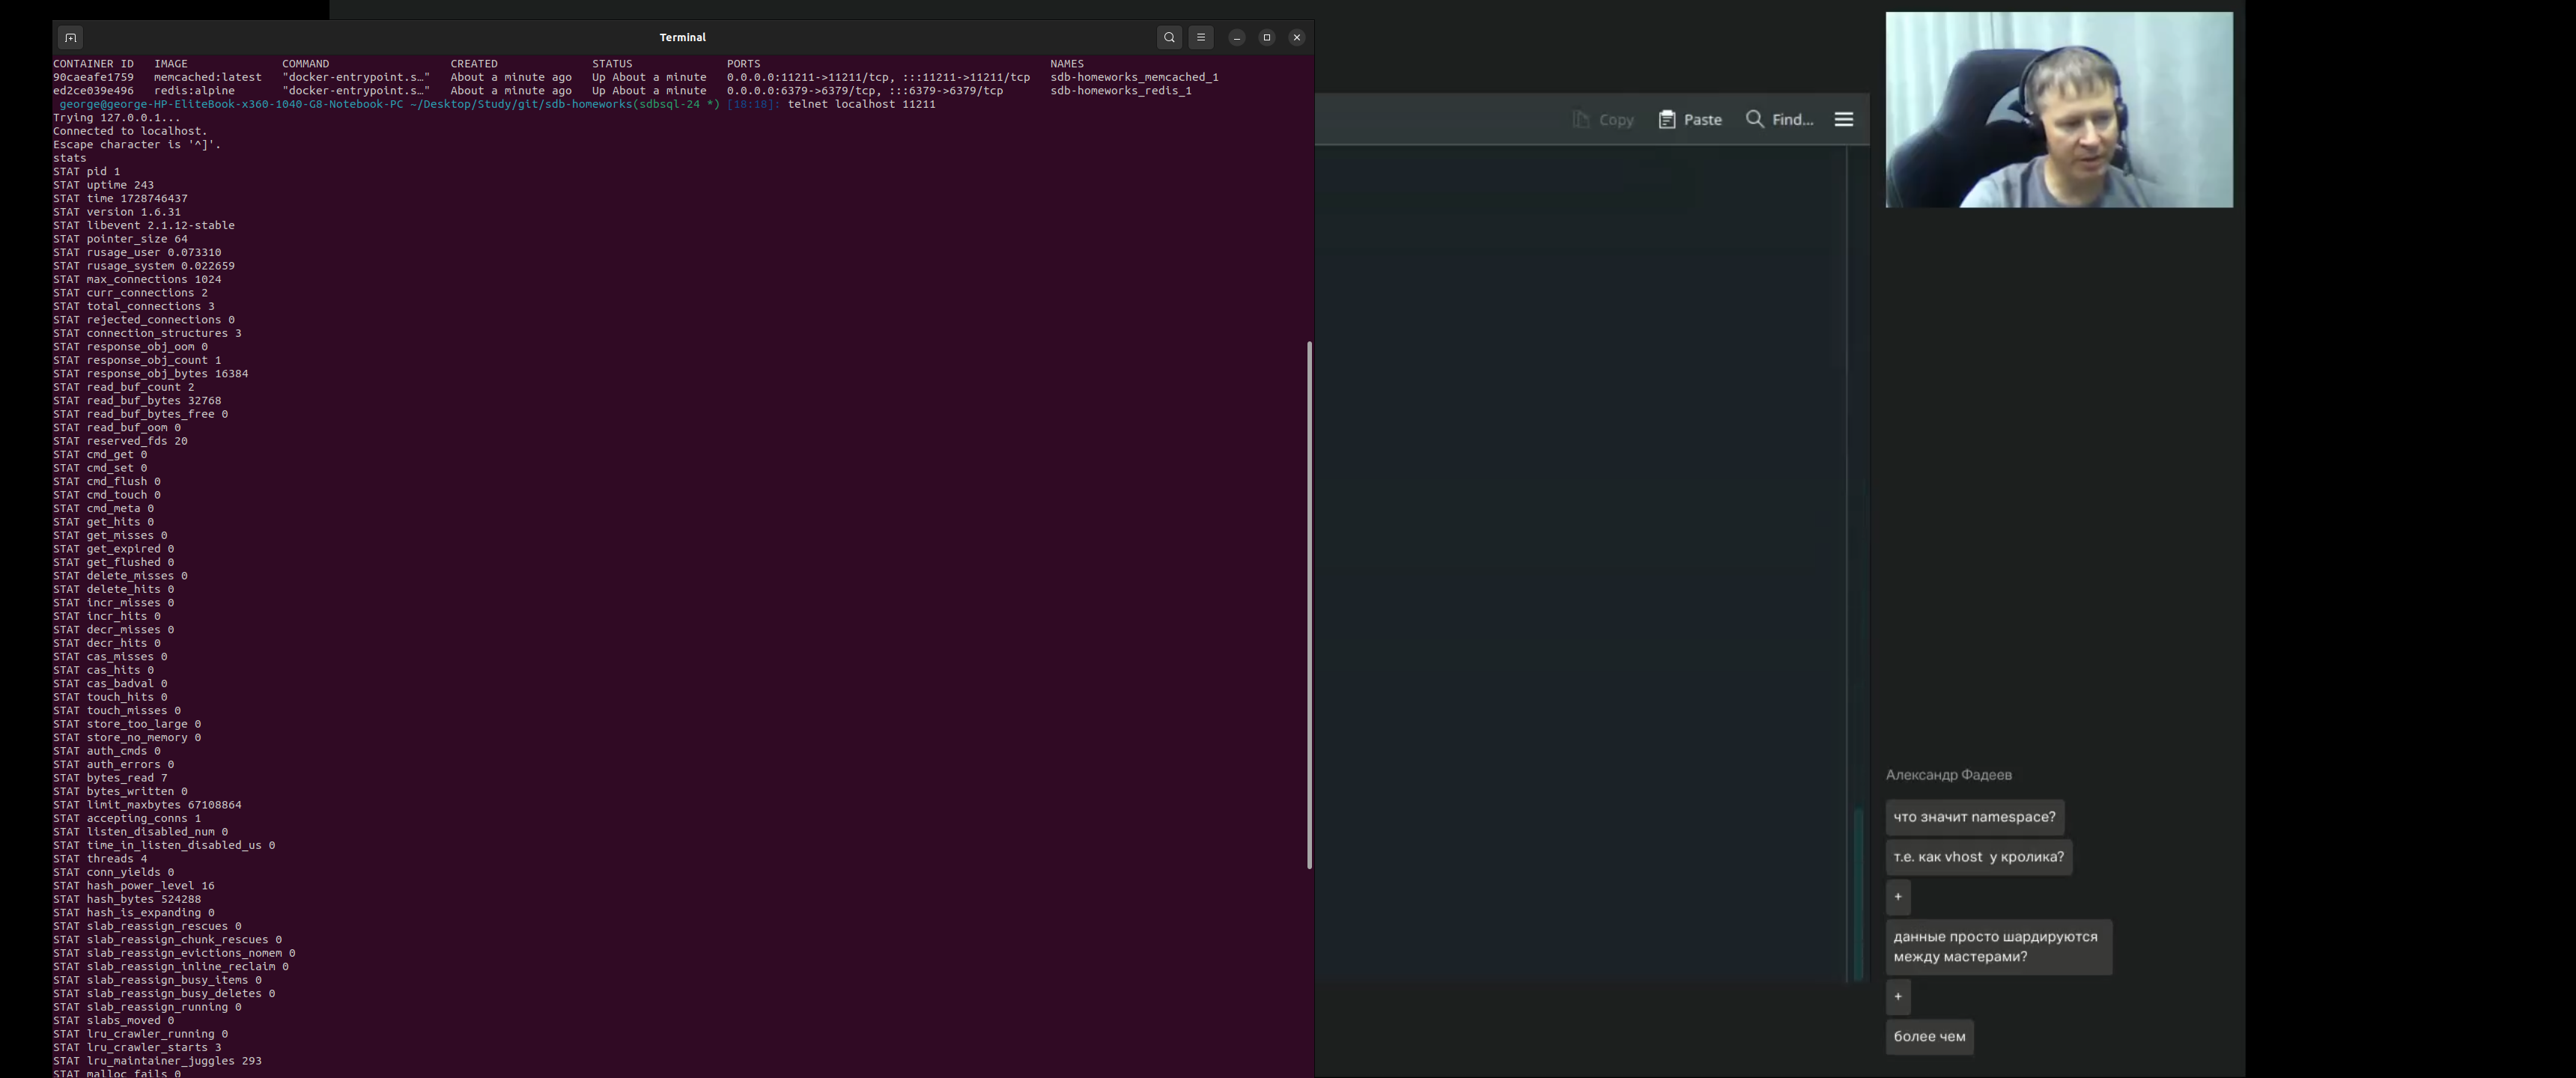 Terminal
CONTAINER ID   IMAGE              COMMAND                  CREATED              STATUS              PORTS                                           NAMES
90caeafe1759   memcached:latest   "docker-entrypoint.s…"   About a minute ago   Up About a minute   0.0.0.0:11211->11211/tcp, :::11211->11211/tcp   sdb-homeworks_memcached_1
ed2ce039e496   redis:alpine       "docker-entrypoint.s…"   About a minute ago   Up About a minute   0.0.0.0:6379->6379/tcp, :::6379->6379/tcp       sdb-homeworks_redis_1
george@george-HP-EliteBook-x360-1040-G8-Notebook-PC ~/Desktop/Study/git/sdb-homeworks(sdbsql-24 *) [18:18]: telnet localhost 11211
Trying 127.0.0.1...
Connected to localhost.
Escape character is '^]'.
stats
STAT pid 1
STAT uptime 243
STAT time 1728746437
STAT version 1.6.31
STAT libevent 2.1.12-stable
STAT pointer_size 64
STAT rusage_user 0.073310
STAT rusage_system 0.022659
STAT max_connections 1024
STAT curr_connections 2
STAT total_connections 3
STAT rejected_connections 0
STAT connection_structures 3
STAT response_obj_oom 0
STAT response_obj_count 1
STAT response_obj_bytes 16384
STAT read_buf_count 2
STAT read_buf_bytes 32768
STAT read_buf_bytes_free 0
STAT read_buf_oom 0
STAT reserved_fds 20
STAT cmd_get 0
STAT cmd_set 0
STAT cmd_flush 0
STAT cmd_touch 0
STAT cmd_meta 0
STAT get_hits 0
STAT get_misses 0
STAT get_expired 0
STAT get_flushed 0
STAT delete_misses 0
STAT delete_hits 0
STAT incr_misses 0
STAT incr_hits 0
STAT decr_misses 0
STAT decr_hits 0
STAT cas_misses 0
STAT cas_hits 0
STAT cas_badval 0
STAT touch_hits 0
STAT touch_misses 0
STAT store_too_large 0
STAT store_no_memory 0
STAT auth_cmds 0
STAT auth_errors 0
STAT bytes_read 7
STAT bytes_written 0
STAT limit_maxbytes 67108864
STAT accepting_conns 1
STAT listen_disabled_num 0
STAT time_in_listen_disabled_us 0
STAT threads 4
STAT conn_yields 0
STAT hash_power_level 16
STAT hash_bytes 524288
STAT hash_is_expanding 0
STAT slab_reassign_rescues 0
STAT slab_reassign_chunk_rescues 0
STAT slab_reassign_evictions_nomem 0
STAT slab_reassign_inline_reclaim 0
STAT slab_reassign_busy_items 0
STAT slab_reassign_busy_deletes 0
STAT slab_reassign_running 0
STAT slabs_moved 0
STAT lru_crawler_running 0
STAT lru_crawler_starts 3
STAT lru_maintainer_juggles 293
STAT malloc_fails 0
Copy
Paste
Find...
Александр Фадеев
что значит namespace?
т.е. как vhost у кролика?
+
данные просто шардируются
между мастерами?
+
более чем